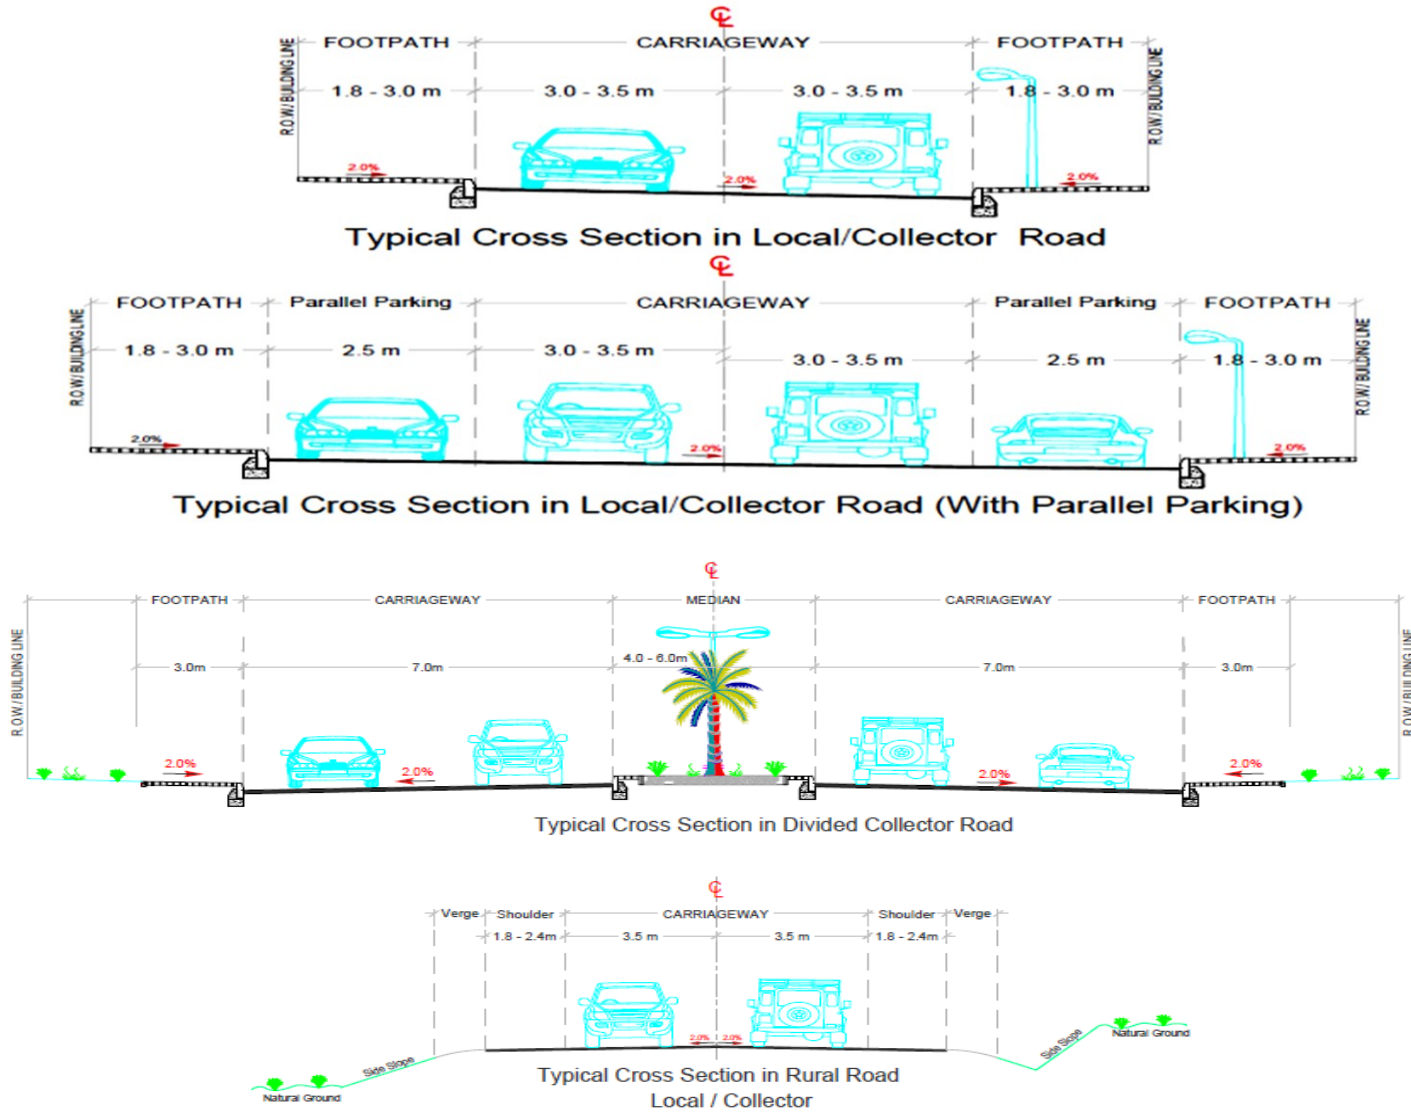 ℄
FOOTPATH CARRIAGEWAY FOOTPATH
R.O.W/BUILDING LINE
1.8 - 3.0 m 3.0 - 3.5 m 3.0 - 3.5 m 1.8 - 3.0 m
R.O.W/BUILDING LINE
2.0% 2.0% 2.0%
Typical Cross Section in Local/Collector Road
℄
FOOTPATH Parallel Parking CARRIAGEWAY Parallel Parking FOOTPATH
R.O.W/BUILDING LINE
1.8 - 3.0 m 2.5 m 3.0 - 3.5 m 3.0 - 3.5 m 2.5 m 1.8 - 3.0 m
R.O.W/BUILDING LINE
2.0% 2.0% 2.0%
Typical Cross Section in Local/Collector Road (With Parallel Parking)
℄
FOOTPATH CARRIAGEWAY MEDIAN CARRIAGEWAY FOOTPATH
R.O.W/BUILDING LINE
3.0m 7.0m 4.0 - 6.0m 7.0m 3.0m
R.O.W/BUILDING LINE
2.0% 2.0% 2.0% 2.0%
Typical Cross Section in Divided Collector Road
℄
Verge Shoulder CARRIAGEWAY Shoulder Verge
1.8 - 2.4m 3.5 m 3.5 m 1.8 - 2.4m
2.0% 2.0%
Side Slope Side Slope
Natural Ground Natural Ground
Typical Cross Section in Rural Road
Local / Collector